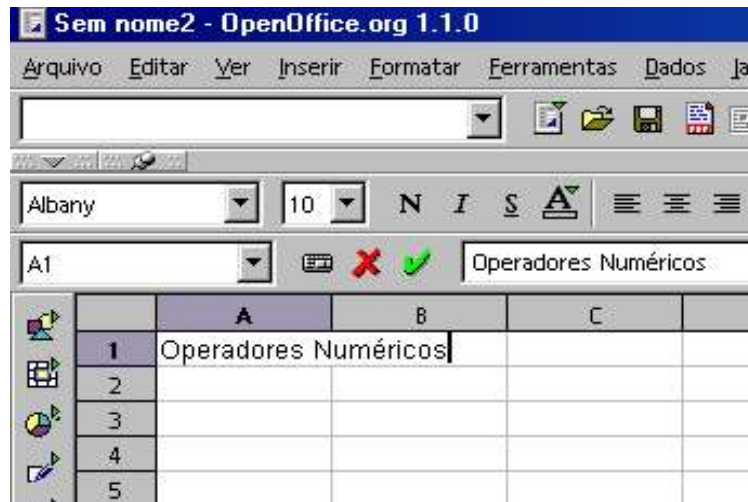 Sem nome2 - OpenOffice.org 1.1.0
Arquivo Editar Ver Inserir Formatar Ferramentas Dados
Albany 10 N I S A
A1 Operadores Numéricos
A B C
1 Operadores Numéricos
2
3
4
5